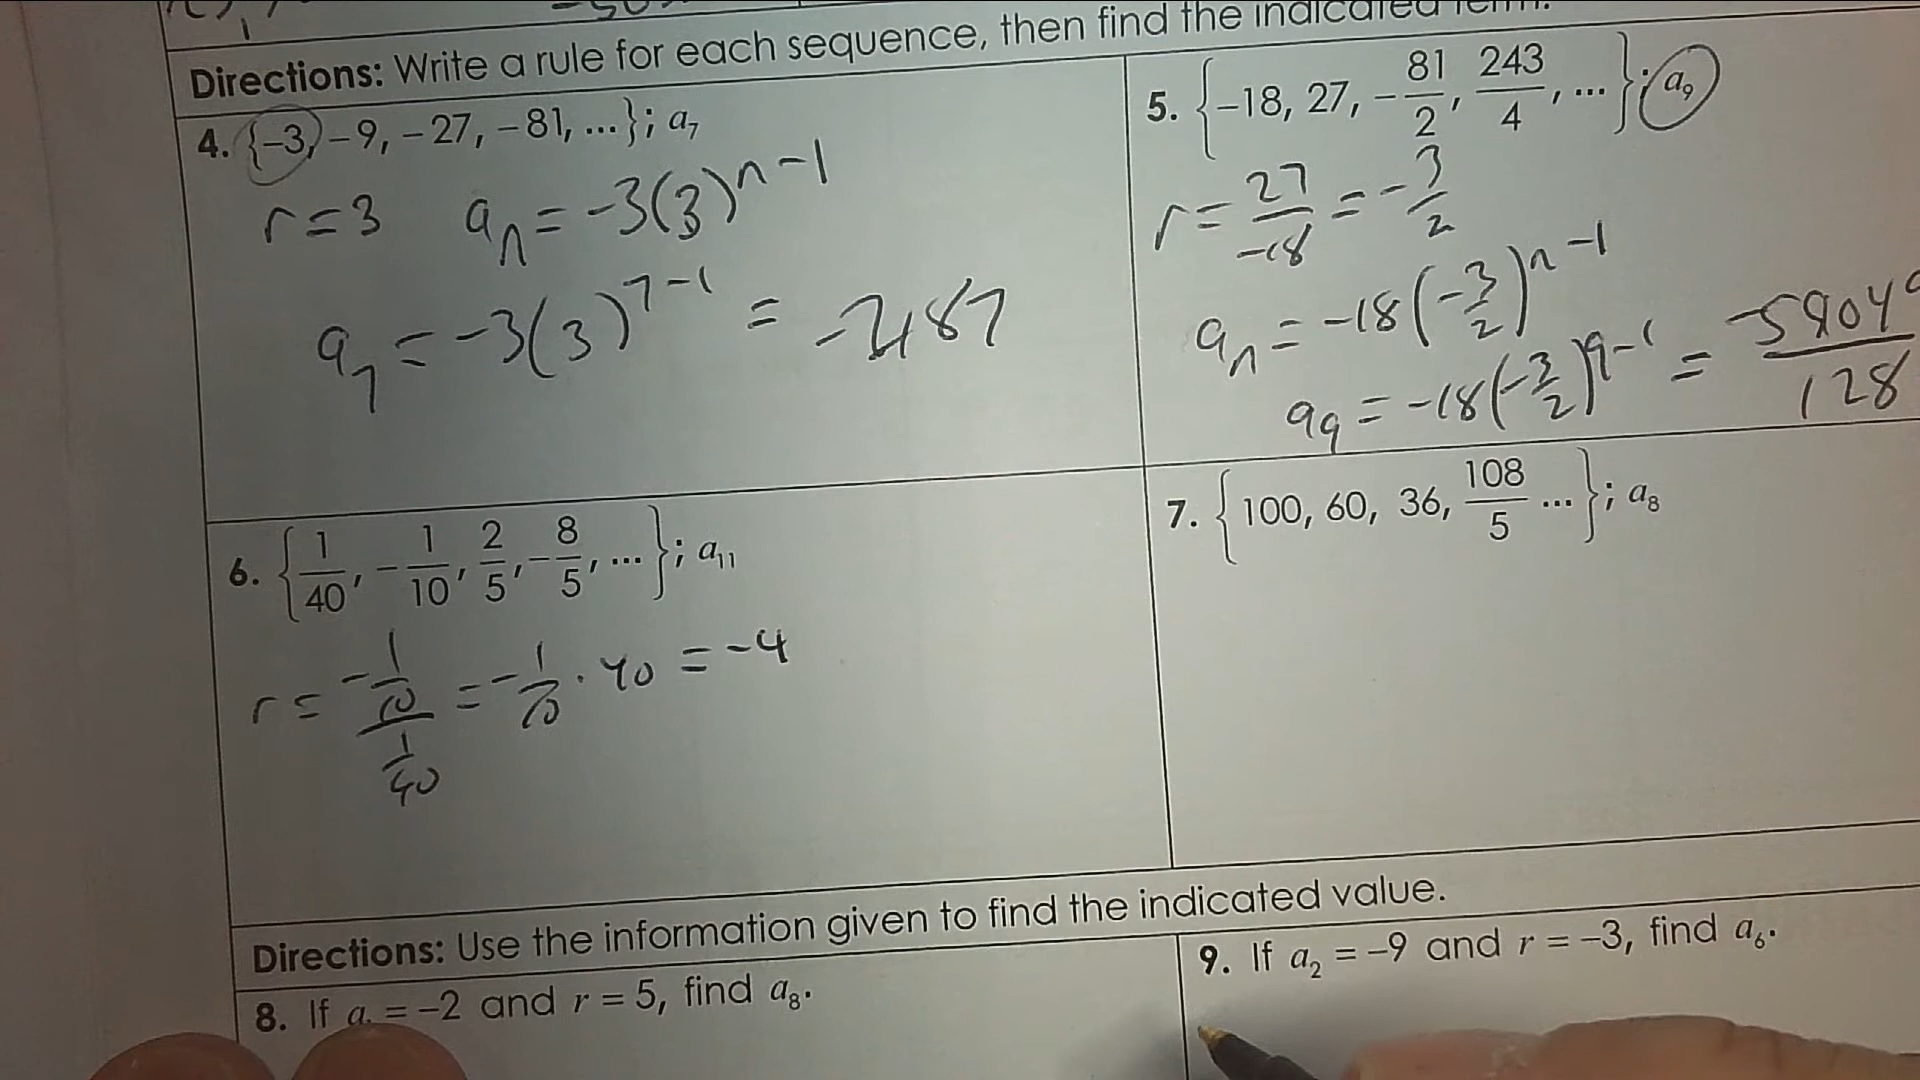 Directions: Write a rule for each sequence, then find the indicated term.
4. {-3, -9, -27, -81, ...}; a₇
r = 3 aₙ = -3(3)ⁿ⁻¹
a₇ = -3(3)⁷⁻¹ = -2187
5. {-18, 27, -81/2, 243/4, ...}; a₉
r = 27/-18 = -3/2
aₙ = -18(-3/2)ⁿ⁻¹
a₉ = -18(-3/2)⁹⁻¹ = -59049/128
6. {1/40, -1/10, 2/5, -8/5, ...}; a₁₁
r = (-1/10)/(1/40) = -1/10 · 40 = -4
7. {100, 60, 36, 108/5 ...}; a₈
Directions: Use the information given to find the indicated value.
8. If a = -2 and r = 5, find a₈.
9. If a₂ = -9 and r = -3, find a₆.